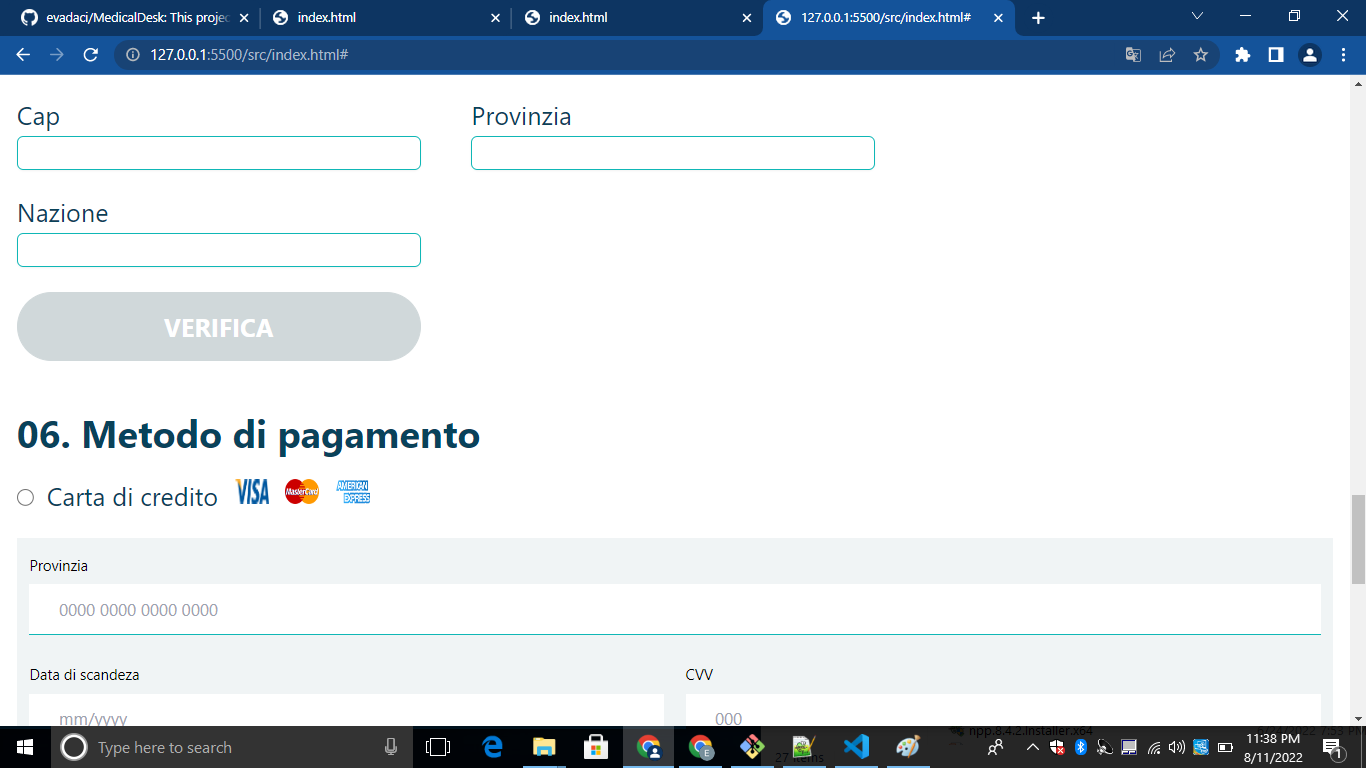 evadaci/MedicalDesk: This projec
index.html
index.html
127.0.0.1:5500/src/index.html#
127.0.0.1:5500/src/index.html#
Cap Provinzia
Nazione
VERIFICA
06. Metodo di pagamento
Carta di credito VISA MasterCard AMERICAN EXPRESS
Provinzia
0000 0000 0000 0000
Data di scandeza CVV
mm/yyyy 000
Type here to search
npp.8.4.2.Installer.x64
27 items
11:38 PM
8/11/2022
1